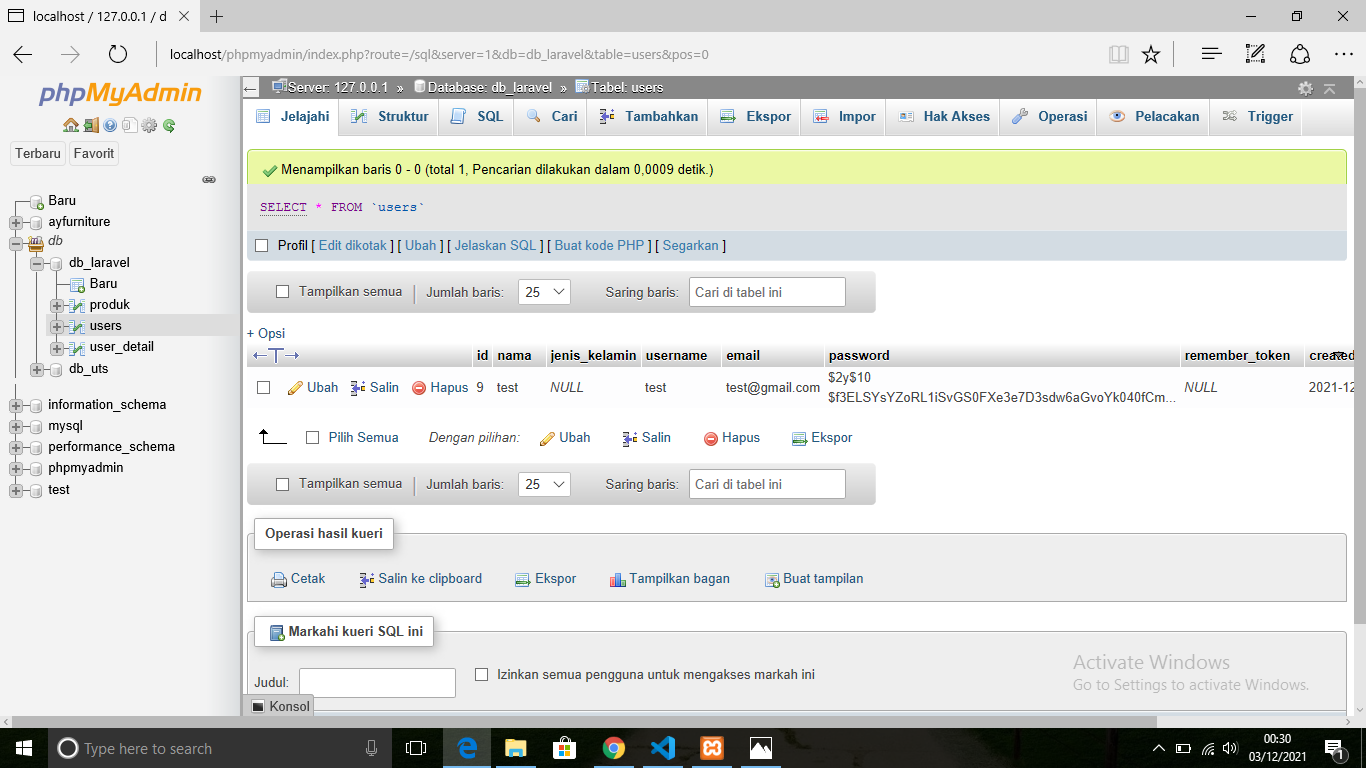 localhost / 127.0.0.1 / d
localhost/phpmyadmin/index.php?route=/sql&server=1&db=db_laravel&table=users&pos=0
phpMyAdmin
Terbaru Favorit
Baru
ayfurniture
db
db_laravel
Baru
produk
users
user_detail
db_uts
information_schema
mysql
performance_schema
phpmyadmin
test
Server: 127.0.0.1 » Database: db_laravel » Tabel: users
Jelajahi Struktur SQL Cari Tambahkan Ekspor Impor Hak Akses Operasi Pelacakan Trigger
Menampilkan baris 0 - 0 (total 1, Pencarian dilakukan dalam 0,0009 detik.)
SELECT * FROM `users`
Profil [ Edit dikotak ] [ Ubah ] [ Jelaskan SQL ] [ Buat kode PHP ] [ Segarkan ]
Tampilkan semua | Jumlah baris: 25 Saring baris: Cari di tabel ini
+ Opsi
←T→ id nama jenis_kelamin username email password remember_token created
Ubah Salin Hapus 9 test NULL test test@gmail.com $2y$10 NULL 2021-12
$f3ELSYsYZoRL1iSvGS0FXe3e7D3sdw6aGvoYk040fCm...
Pilih Semua Dengan pilihan: Ubah Salin Hapus Ekspor
Tampilkan semua | Jumlah baris: 25 Saring baris: Cari di tabel ini
Operasi hasil kueri
Cetak Salin ke clipboard Ekspor Tampilkan bagan Buat tampilan
Markahi kueri SQL ini
Judul: Izinkan semua pengguna untuk mengakses markah ini
Konsol
Activate Windows
Go to Settings to activate Windows.
Type here to search
00:30
03/12/2021
1